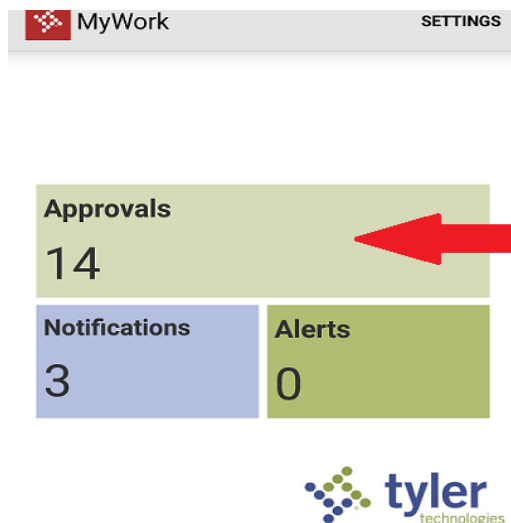 MyWork SETTINGS
Approvals
14
Notifications
3
Alerts
0
tyler
technologies